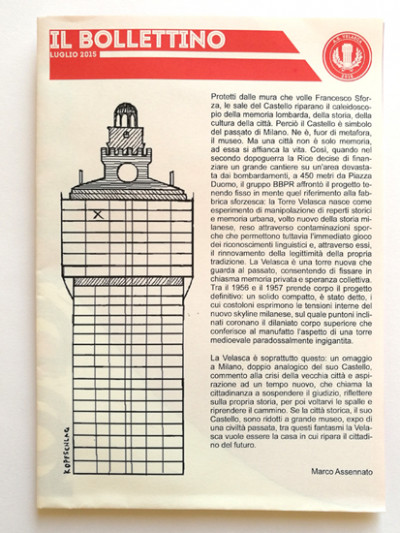 IL BOLLETTINO
LUGLIO 2015
A.S. VELASCA
2015
Protetti dalle mura che volle Francesco Sfor-
za, le sale del Castello riparano il caleidosco-
pio della memoria lombarda, della storia, della
cultura della città. Perciò il Castello è simbolo
del passato di Milano. Ne è, fuor di metafora,
il museo. Ma una città non è solo memoria,
ad essa si affianca la vita. Così, quando nel
secondo dopoguerra la Rice decise di finan-
ziare un grande cantiere su un'area devasta-
ta dai bombardamenti, a 450 metri da Piazza
Duomo, il gruppo BBPR affrontò il progetto te-
nendo fisso in mente quel riferimento alla fab-
brica sforzesca: la Torre Velasca nasce come
esperimento di manipolazione di reperti storici
e memoria urbana, volto nuovo della storia mi-
lanese, reso attraverso contaminazioni spor-
che che permettono tuttavia l'immediato gioco
dei riconoscimenti linguistici e, attraverso essi,
il rinnovamento della legittimità della propria
tradizione. La Velasca è una torre nuova che
guarda al passato, consentendo di fissare in
chiasma memoria privata e speranza collettiva.
Tra il 1956 e il 1957 prende corpo il progetto
definitivo: un solido compatto, è stato detto, i
cui costoloni esprimono le tensioni interne del
nuovo skyline milanese, sul quale puntoni incli-
nati coronano il dilaniato corpo superiore che
conferisce al manufatto l'aspetto di una torre
medioevale paradossalmente ingigantita.
La Velasca è soprattutto questo: un omaggio
a Milano, doppio analogico del suo Castello,
commento alla crisi della vecchia città e aspi-
razione ad un tempo nuovo, che chiama la
cittadinanza a sospendere il giudizio, riflettere
sulla propria storia, per poi voltarvi le spalle e
riprendere il cammino. Se la città storica, il suo
Castello, sono ridotti a grande museo, expo di
una civiltà passata, tra questi fantasmi la Vela-
sca vuole essere la casa in cui ripara il cittadi-
no del futuro.
Marco Assennato
KOPFSCHLAG